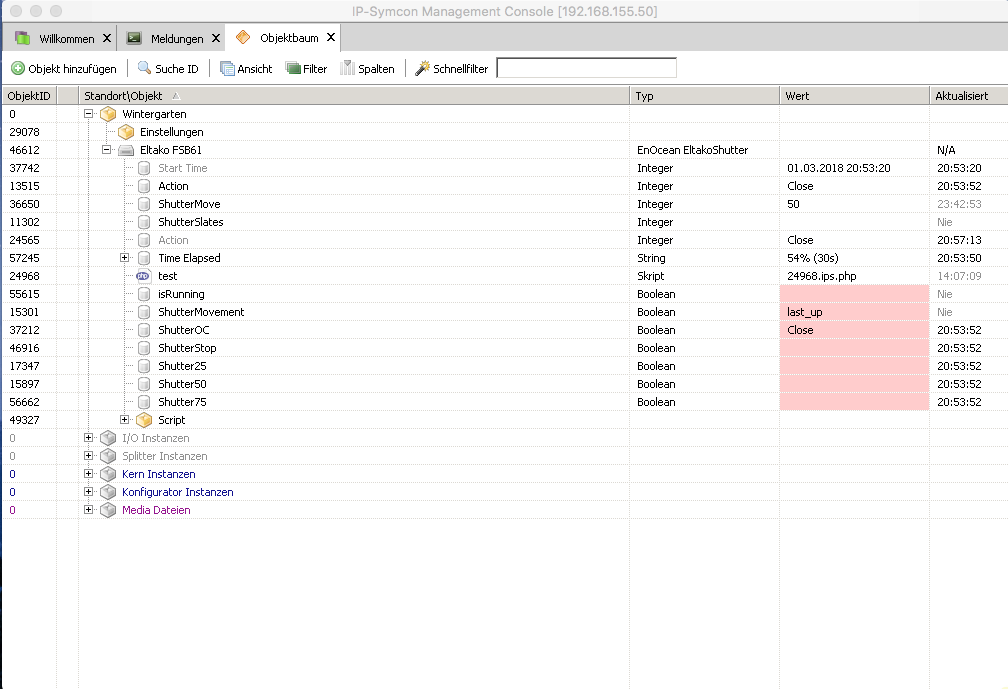 IP-Symcon Management Console [192.168.155.50]
Willkommen Meldungen Objektbaum
Objekt hinzufügen Suche ID Ansicht Filter Spalten Schnellfilter
ObjektID Standort\Objekt Typ Wert Aktualisiert
0 Wintergarten
29078 Einstellungen
46612 Eltako FSB61 EnOcean EltakoShutter N/A
37742 Start Time Integer 01.03.2018 20:53:20 20:53:20
13515 Action Integer Close 20:53:52
36650 ShutterMove Integer 50 23:42:53
11302 ShutterSlates Integer Nie
24565 Action Integer Close 20:57:13
57245 Time Elapsed String 54% (30s) 20:53:50
24968 php test Skript 24968.ips.php 14:07:09
55615 isRunning Boolean Nie
15301 ShutterMovement Boolean last_up Nie
37212 ShutterOC Boolean Close 20:53:52
46916 ShutterStop Boolean 20:53:52
17347 Shutter25 Boolean 20:53:52
15897 Shutter50 Boolean 20:53:52
56662 Shutter75 Boolean 20:53:52
49327 Script
0 I/O Instanzen
0 Splitter Instanzen
0 Kern Instanzen
0 Konfigurator Instanzen
0 Media Dateien